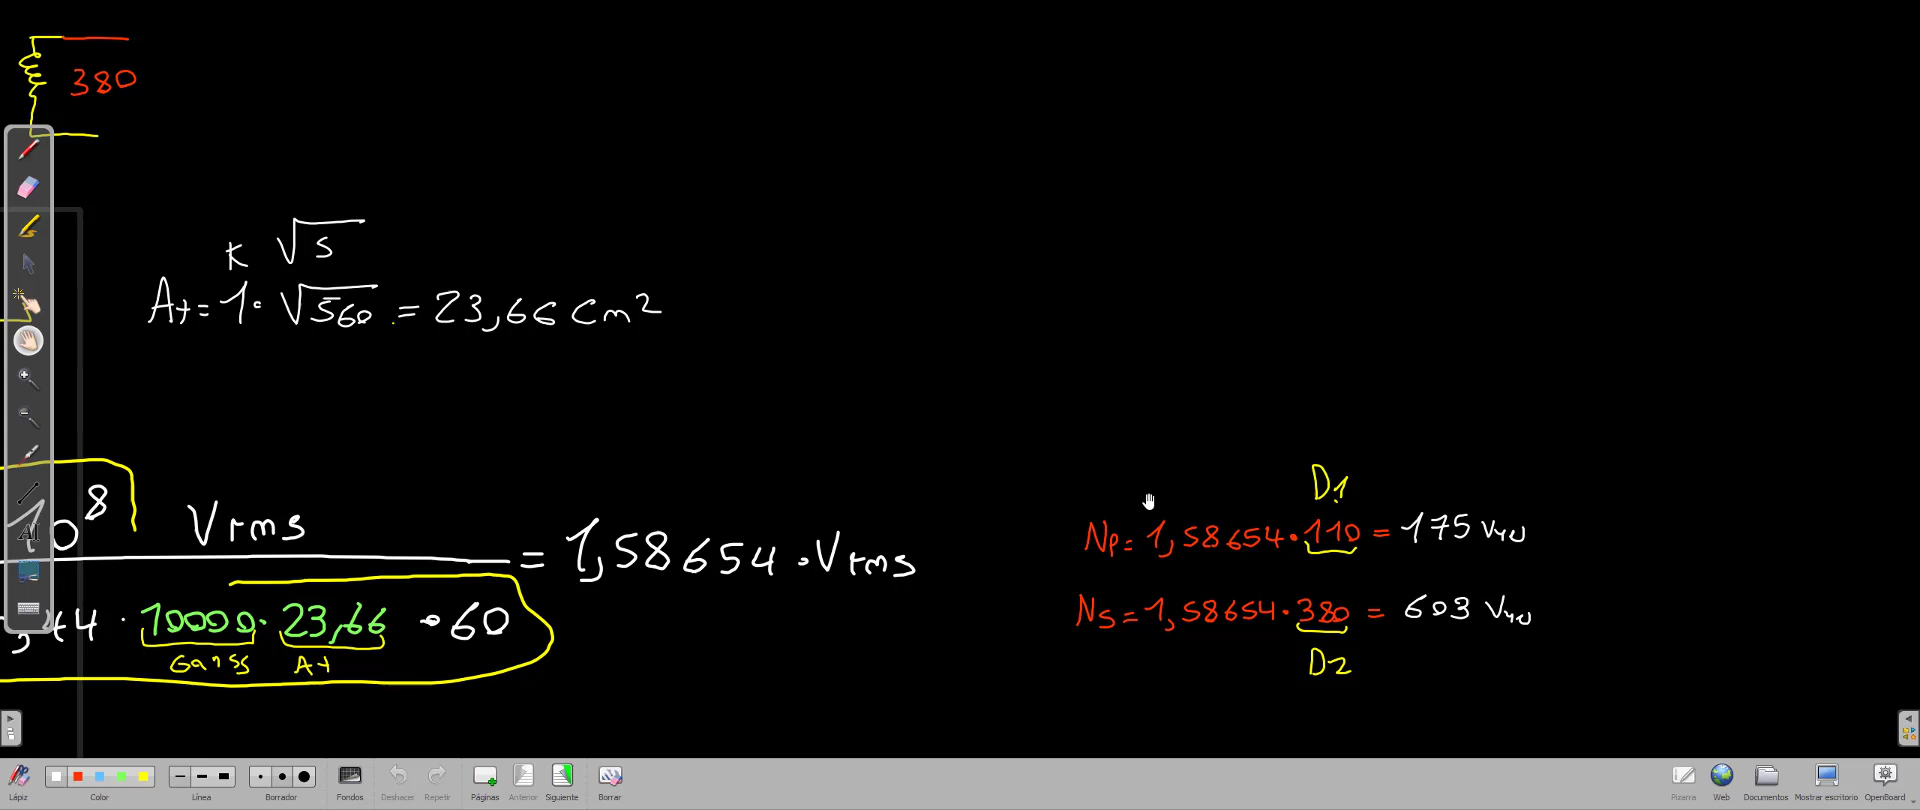 380
K √s
At = 1 · √560 = 23,66 Cm²
10⁸ Vrms
,44 · 10000 · 23,66 · 60 = 1,58654 · Vrms
Gauss At
D1
Np = 1,58654 · 110 = 175
Ns = 1,58654 · 380 = 603
D2
Lápiz Color Línea Borrador Fondos Deshacer Repetir Páginas Anterior Siguiente Borrar Pizarra Web Documentos Mostrar escritorio OpenBoard